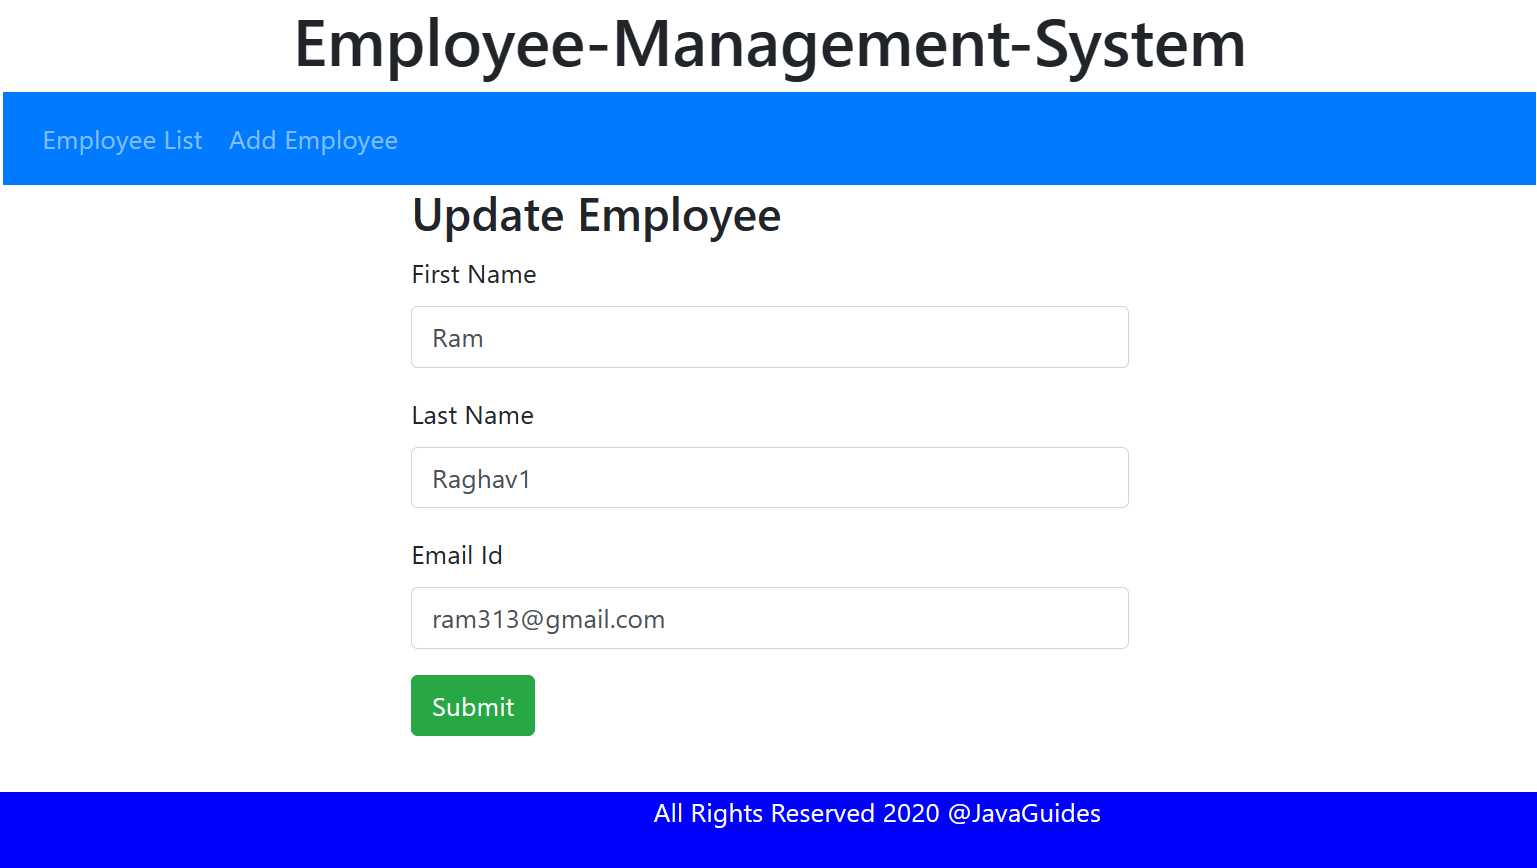 Employee-Management-System
Employee List Add Employee
Update Employee
First Name
Ram
Last Name
Raghav1
Email Id
ram313@gmail.com
Submit
All Rights Reserved 2020 @JavaGuides